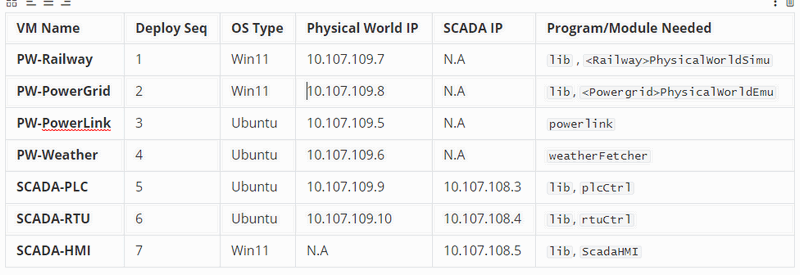 VM Name Deploy Seq OS Type Physical World IP SCADA IP Program/Module Needed
PW-Railway 1 Win11 10.107.109.7 N.A lib , <Railway>PhysicalWorldSimu
PW-PowerGrid 2 Win11 10.107.109.8 N.A lib, <Powergrid>PhysicalWorldEmu
PW-PowerLink 3 Ubuntu 10.107.109.5 N.A powerlink
PW-Weather 4 Ubuntu 10.107.109.6 N.A weatherFetcher
SCADA-PLC 5 Ubuntu 10.107.109.9 10.107.108.3 lib, plcCtrl
SCADA-RTU 6 Ubuntu 10.107.109.10 10.107.108.4 lib, rtuCtrl
SCADA-HMI 7 Win11 N.A 10.107.108.5 lib, ScadaHMI